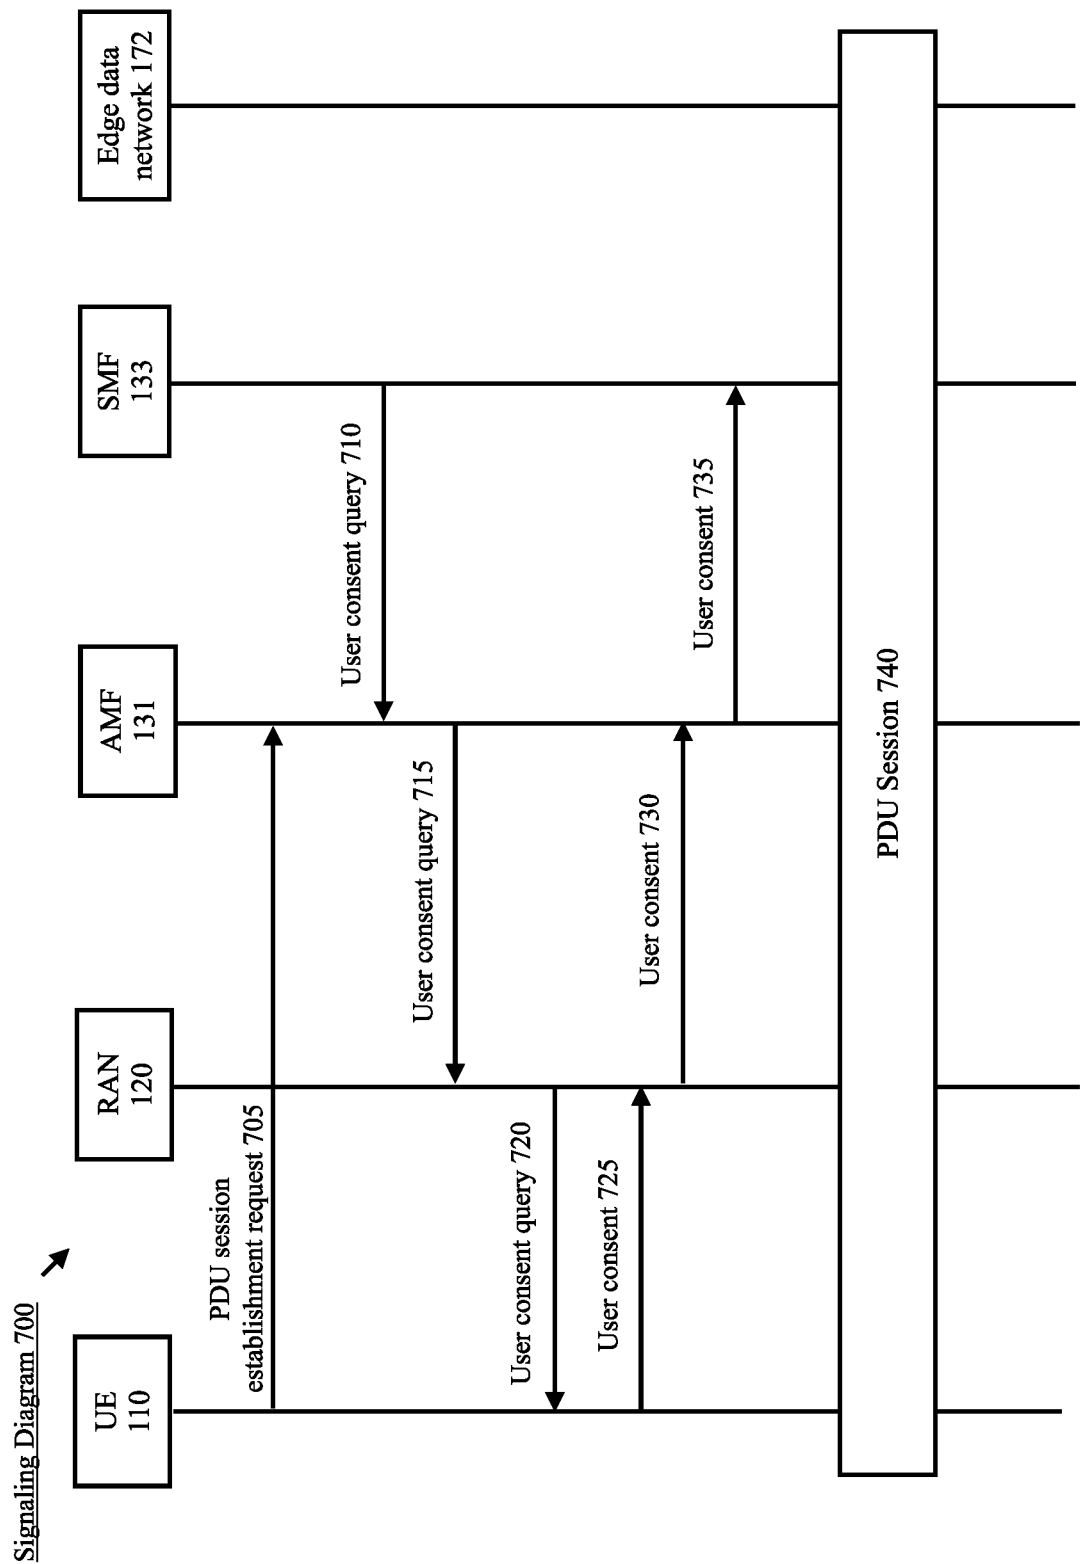 Signaling Diagram 700
UE
110
RAN
120
AMF
131
SMF
133
Edge data
network 172
PDU session
establishment request 705
User consent query 710
User consent query 715
User consent query 720
User consent 725
User consent 730
User consent 735
PDU Session 740